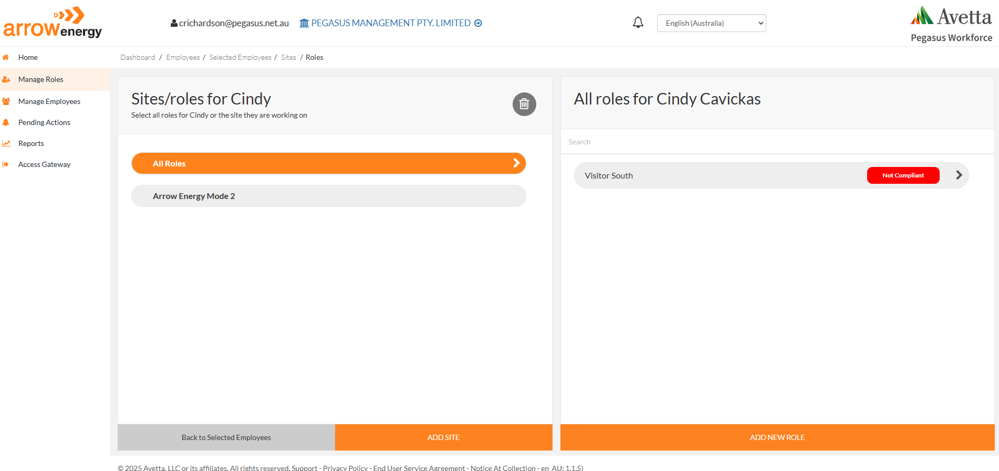 arrow energy
crichardson@pegasus.net.au
PEGASUS MANAGEMENT PTY. LIMITED
English (Australia)
Avetta
Pegasus Workforce
Home
Manage Roles
Manage Employees
Pending Actions
Reports
Access Gateway
Dashboard / Employees / Selected Employees / Sites / Roles
Sites/roles for Cindy
Select all roles for Cindy or the site they are working on
All Roles
Arrow Energy Mode 2
Back to Selected Employees
ADD SITE
All roles for Cindy Cavickas
Search
Visitor South
Not Compliant
ADD NEW ROLE
© 2025 Avetta, LLC or its affiliates. All rights reserved. Support - Privacy Policy - End User Service Agreement - Notice At Collection - en_AU: 1.1.5)